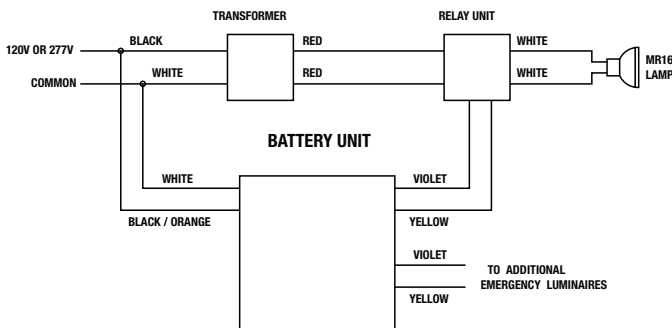 TRANSFORMER
RELAY UNIT
120V OR 277V
BLACK
RED
WHITE
MR16
LAMP
COMMON
WHITE
RED
WHITE
BATTERY UNIT
WHITE
VIOLET
BLACK / ORANGE
YELLOW
VIOLET
TO ADDITIONAL
EMERGENCY LUMINAIRES
YELLOW